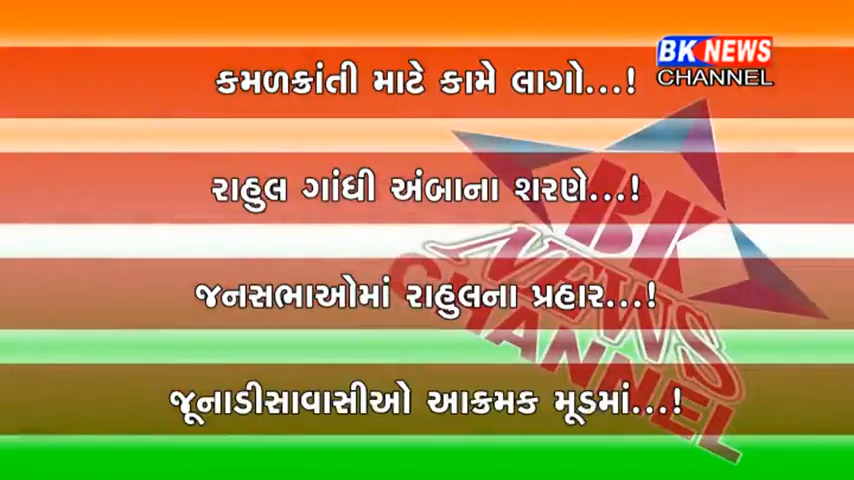 BK NEWS
CHANNEL
કમળક્રાંતી માટે કામે લાગો...!
રાહુલ ગાંધી અંબાના શરણે...!
જનસભાઓમાં રાહુલના પ્રહાર...!
જૂનાડીસાવાસીઓ આક્રમક મૂડમાં...!
BK
NEWS
CHANNEL